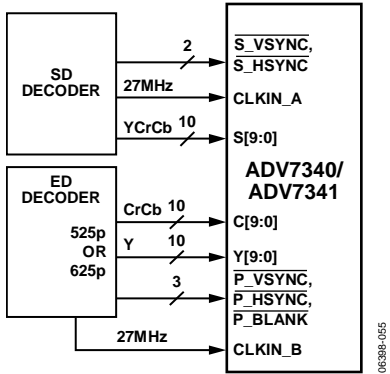 SD
DECODER
2
S_VSYNC,
S_HSYNC
27MHz
CLKIN_A
YCrCb 10
S[9:0]
ADV7340/
ADV7341
ED
DECODER
525p
OR
625p
CrCb 10
C[9:0]
Y 10
Y[9:0]
3
P_VSYNC,
P_HSYNC,
P_BLANK
27MHz
CLKIN_B
06398-055